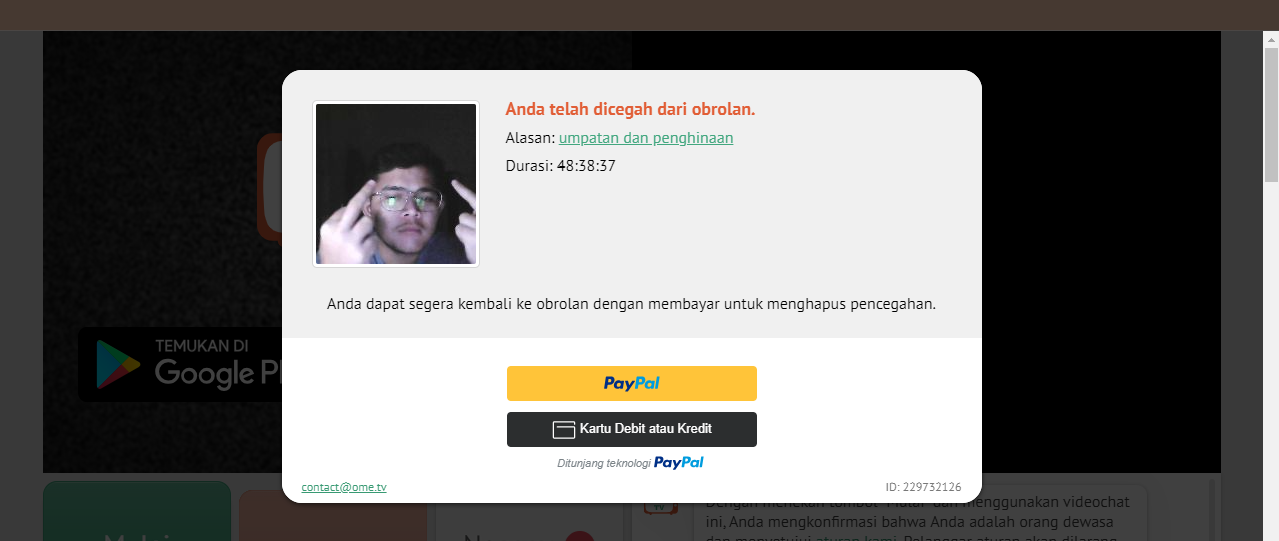 Anda telah dicegah dari obrolan.
Alasan: umpatan dan penghinaan
Durasi: 48:38:37
Anda dapat segera kembali ke obrolan dengan membayar untuk menghapus pencegahan.
TEMUKAN DI
Google Pl
PayPal
Kartu Debit atau Kredit
Ditunjang teknologi PayPal
contact@ome.tv
ID: 229732126
TV
Dengan menekan tombol "Mulai" dan menggunakan videochat
ini, Anda mengkonfirmasi bahwa Anda adalah orang dewasa
dan menyetujui aturan kami. Pelanggar aturan akan dilarang